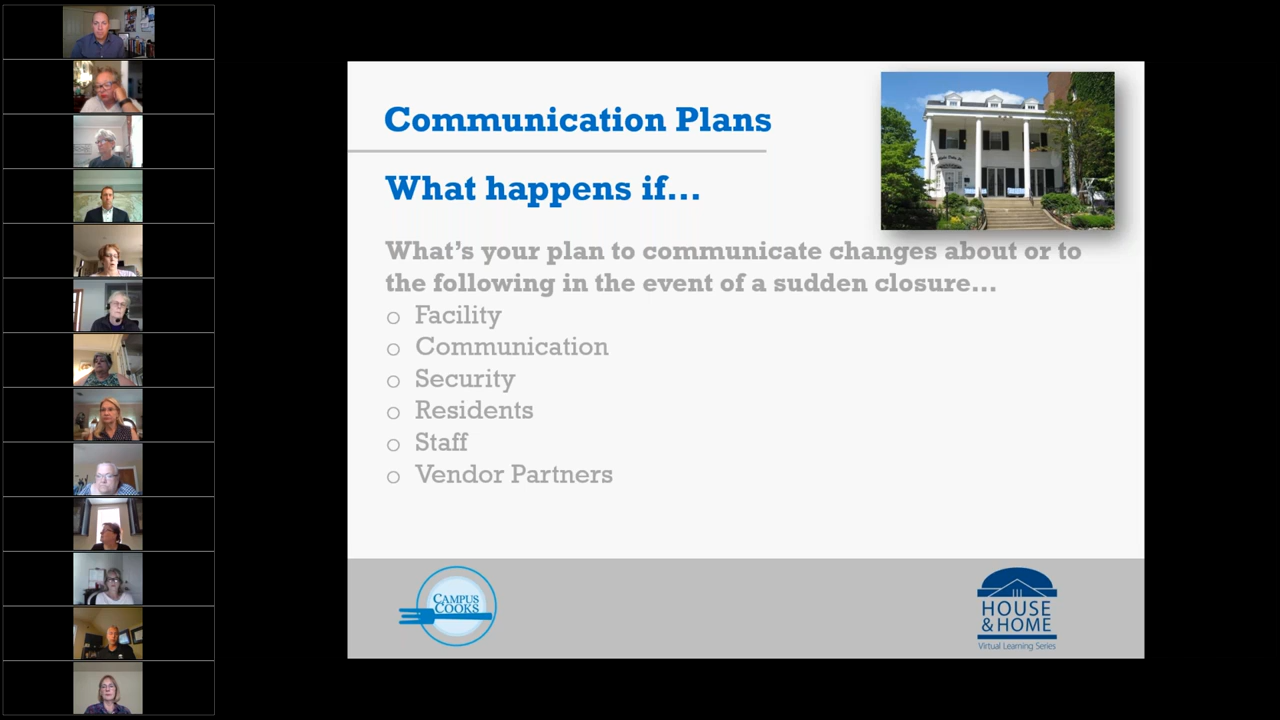 Communication Plans
What happens if...
What's your plan to communicate changes about or to
the following in the event of a sudden closure...
Facility
Communication
Security
Residents
Staff
Vendor Partners
CAMPUS
COOKS
HOUSE
& HOME
Virtual Learning Series